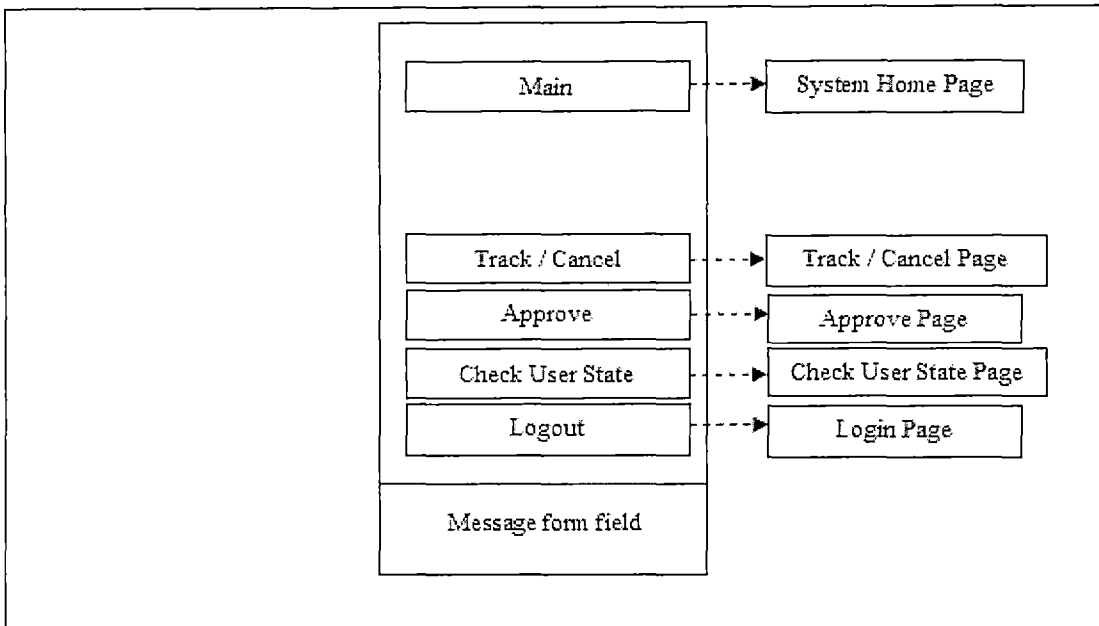 Main
System Home Page
Track / Cancel
Track / Cancel Page
Approve
Approve Page
Check User State
Check User State Page
Logout
Login Page
Message form field